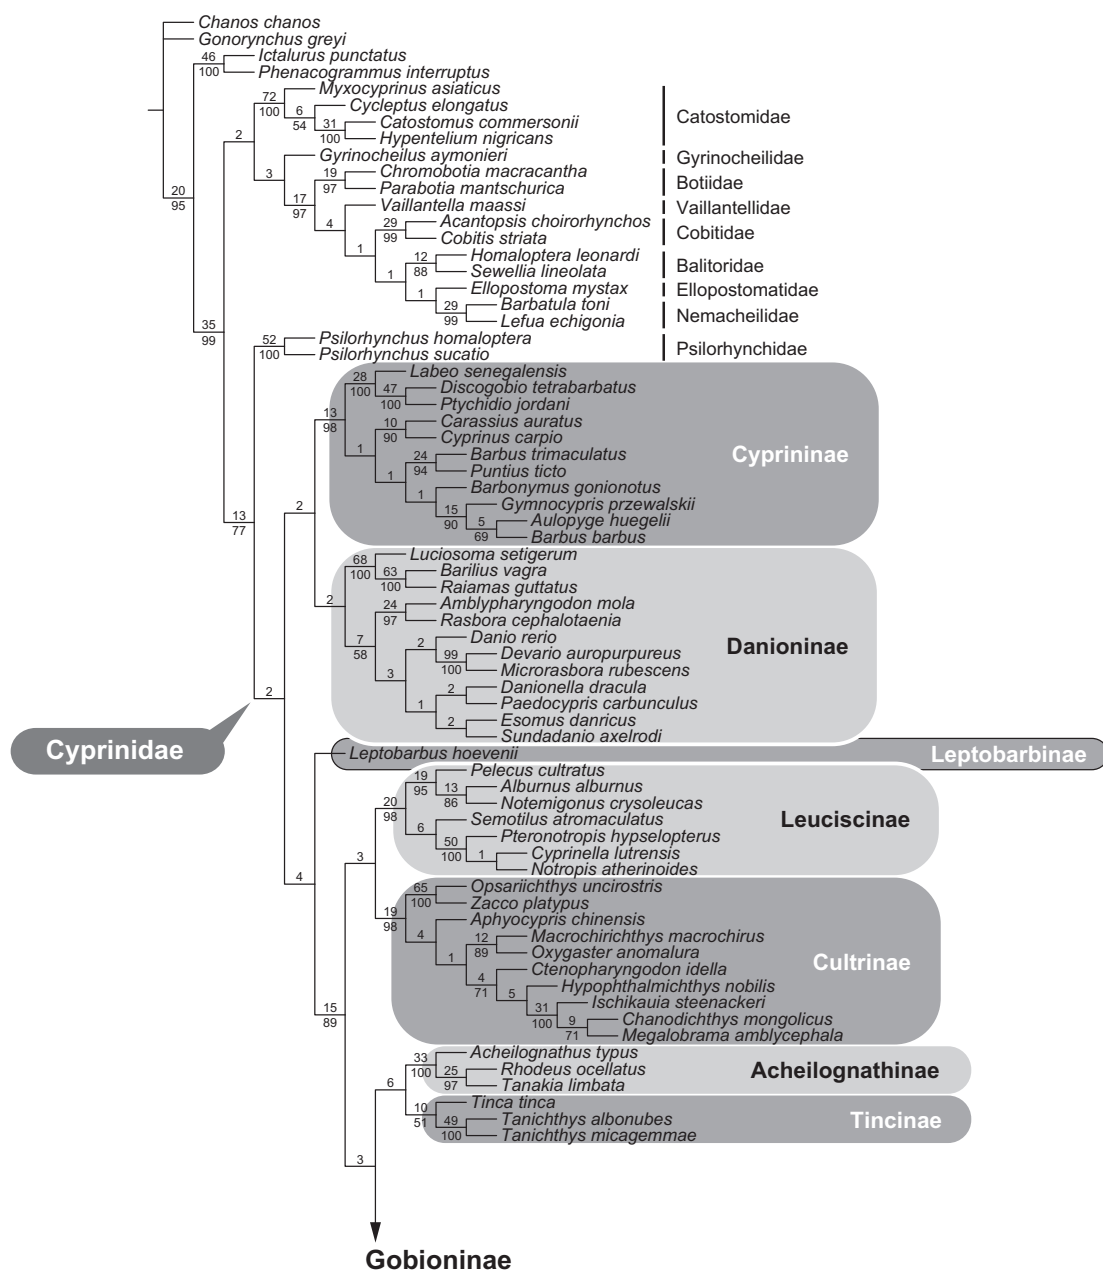 Chanos chanos
Gonorynchus greyi
46
Ictalurus punctatus
100
Phenacogrammus interruptus
72
Myxocyprinus asiaticus
100
6
Cycleptus elongatus
54
31
Catostomus commersonii
100
Hypentelium nigricans
Catostomidae
2
Gyrinocheilus aymonieri
Gyrinocheilidae
3
19
Chromobotia macracantha
97
Parabotia mantschurica
Botiidae
20
95
17
97
Vaillantella maassi
Vaillantellidae
4
29
Acantopsis choirorhynchos
99
Cobitis striata
Cobitidae
1
12
Homaloptera leonardi
88
Sewellia lineolata
Balitoridae
1
Ellopostoma mystax
Ellopostomatidae
1
29
Barbatula toni
99
Lefua echigonia
Nemacheilidae
35
99
52
Psilorhynchus homaloptera
100
Psilorhynchus sucatio
Psilorhynchidae
28
Labeo senegalensis
100
47
Discogobio tetrabarbatus
100
Ptychidio jordani
13
98
10
Carassius auratus
90
Cyprinus carpio
1
24
Barbus trimaculatus
94
Puntius ticto
Cyprininae
1
Barbonymus gonionotus
1
15
Gymnocypris przewalskii
90
5
Aulopyge huegelii
69
Barbus barbus
13
77
2
68
Luciosoma setigerum
100
63
Barilius vagra
100
Raiamas guttatus
2
24
Amblypharyngodon mola
97
Rasbora cephalotaenia
7
58
2
Danio rerio
99
Devario auropurpureus
100
Microrasbora rubescens
Danioninae
3
2
Danionella dracula
Paedocypris carbunculus
1
2
Esomus danricus
Sundadanio axelrodi
2
Cyprinidae
Leptobarbus hoevenii
Leptobarbinae
19
Pelecus cultratus
95
13
Alburnus alburnus
86
Notemigonus crysoleucas
20
98
Semotilus atromaculatus
Leuciscinae
6
50
Pteronotropis hypselopterus
100
1
Cyprinella lutrensis
Notropis atherinoides
3
4
65
Opsariichthys uncirostris
100
Zacco platypus
19
98
Aphyocypris chinensis
4
12
Macrochirichthys macrochirus
89
Oxygaster anomalura
1
Cultrinae
4
71
Ctenopharyngodon idella
5
Hypophthalmichthys nobilis
31
100
Ischikauia steenackeri
9
Chanodichthys mongolicus
71
Megalobrama amblycephala
15
89
33
Acheilognathus typus
100
25
Rhodeus ocellatus
97
Tanakia limbata
Acheilognathinae
6
10
Tinca tinca
51
49
Tanichthys albonubes
100
Tanichthys micagemmae
Tincinae
3
Gobioninae